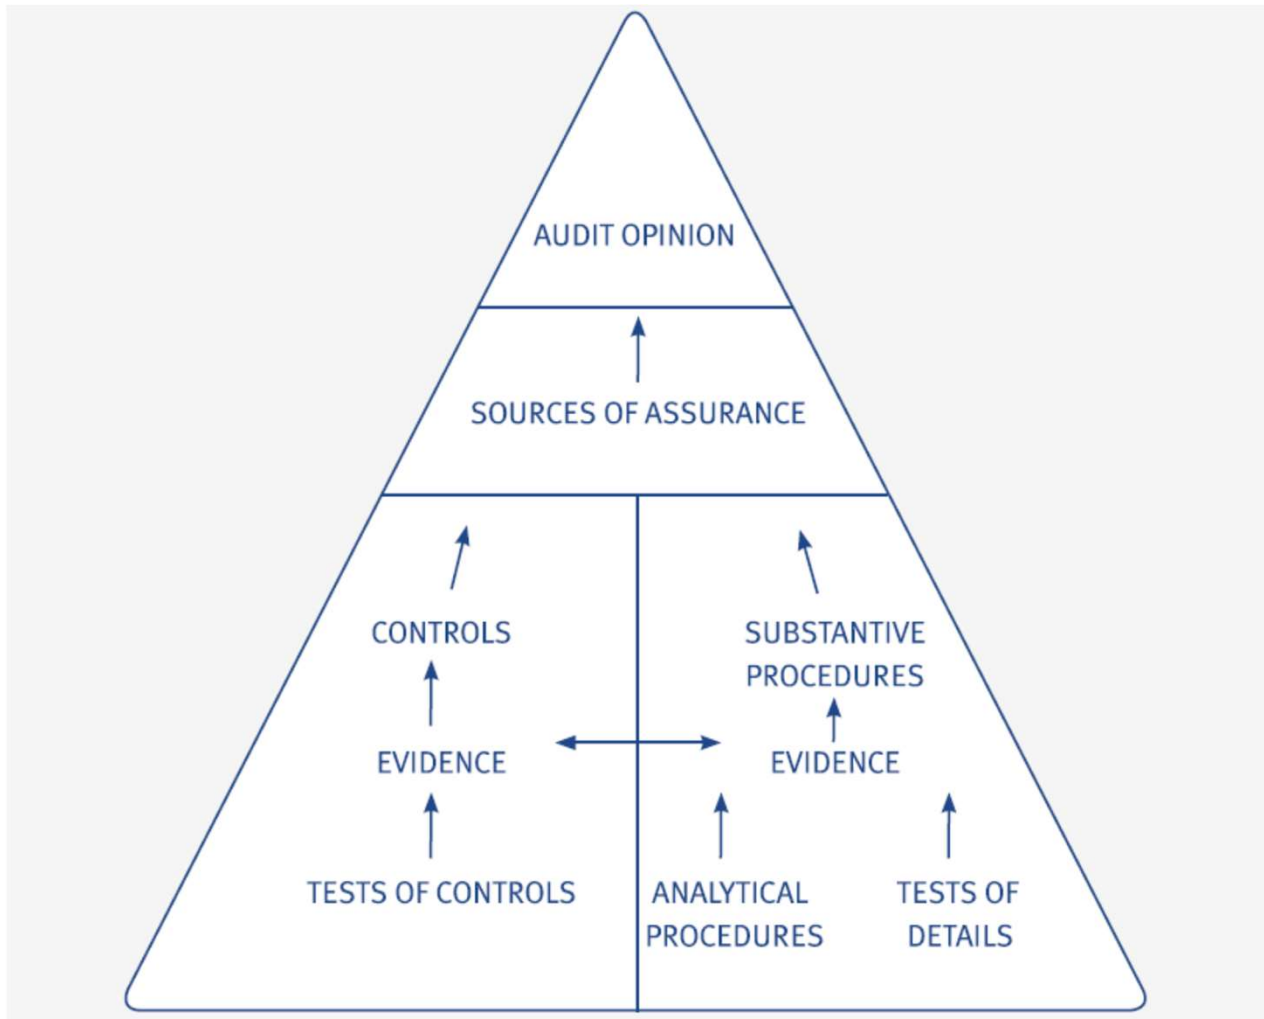 AUDIT OPINION
SOURCES OF ASSURANCE
CONTROLS
EVIDENCE
TESTS OF CONTROLS
SUBSTANTIVE
PROCEDURES
EVIDENCE
ANALYTICAL
PROCEDURES
TESTS OF
DETAILS